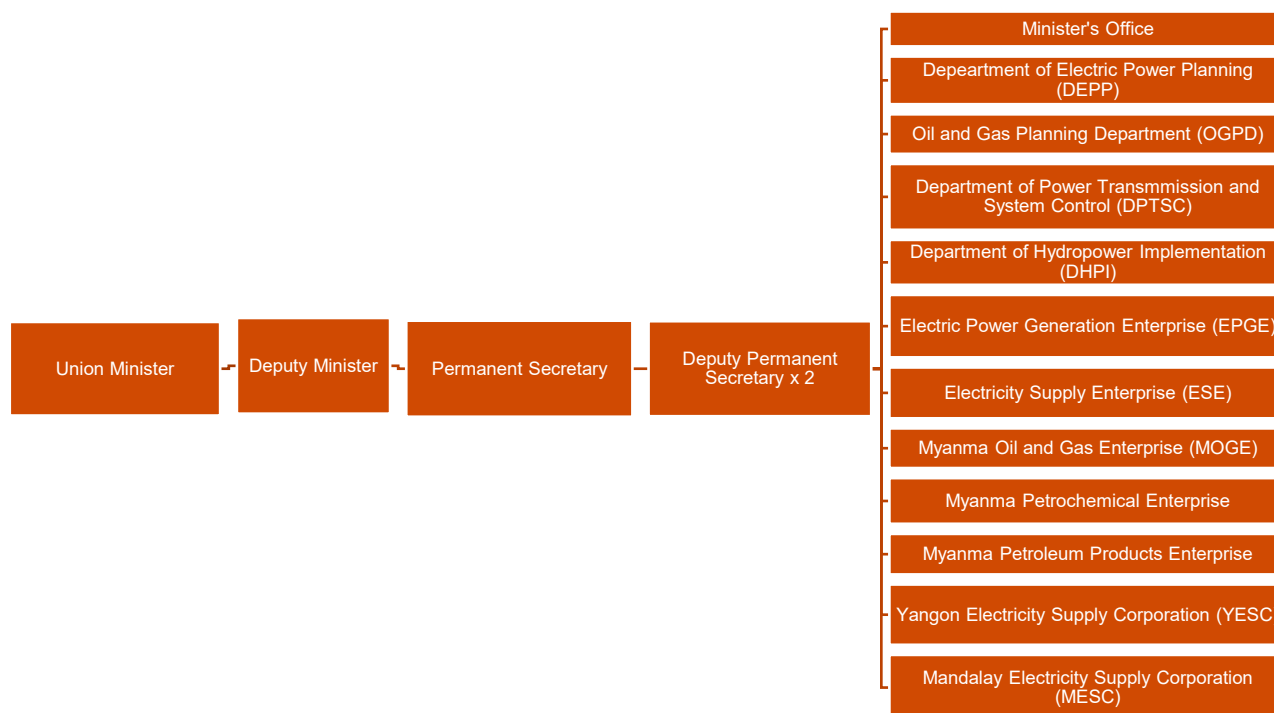 Union Minister
Deputy Minister
Permanent Secretary
Deputy Permanent
Secretary x 2
Minister's Office
Depeartment of Electric Power Planning
(DEPP)
Oil and Gas Planning Department (OGPD)
Department of Power Transmmission and
System Control (DPTSC)
Department of Hydropower Implementation
(DHPI)
Electric Power Generation Enterprise (EPGE)
Electricity Supply Enterprise (ESE)
Myanma Oil and Gas Enterprise (MOGE)
Myanma Petrochemical Enterprise
Myanma Petroleum Products Enterprise
Yangon Electricity Supply Corporation (YESC
Mandalay Electricity Supply Corporation
(MESC)